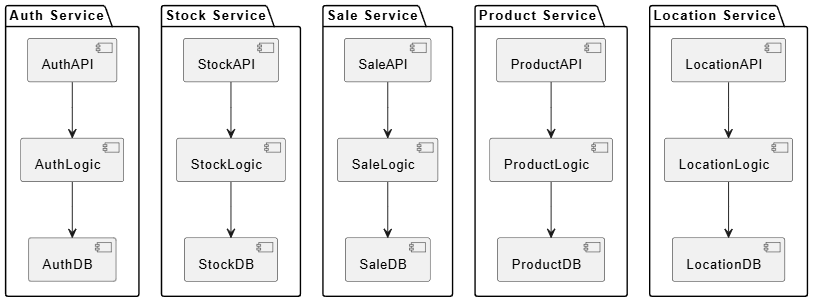 Auth Service
Stock Service
Sale Service
Product Service
Location Service
AuthAPI
StockAPI
SaleAPI
ProductAPI
LocationAPI
AuthLogic
StockLogic
SaleLogic
ProductLogic
LocationLogic
AuthDB
StockDB
SaleDB
ProductDB
LocationDB